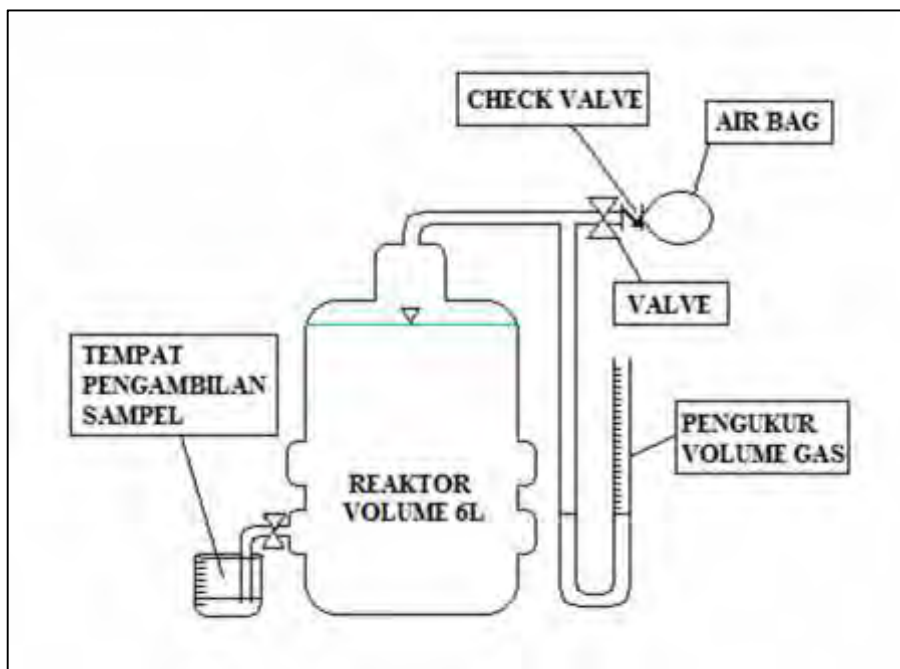 CHECK VALVE
AIR BAG
VALVE
TEMPAT
PENGAMBILAN
SAMPEL
PENGUKUR
VOLUME GAS
REAKTOR
VOLUME 6L